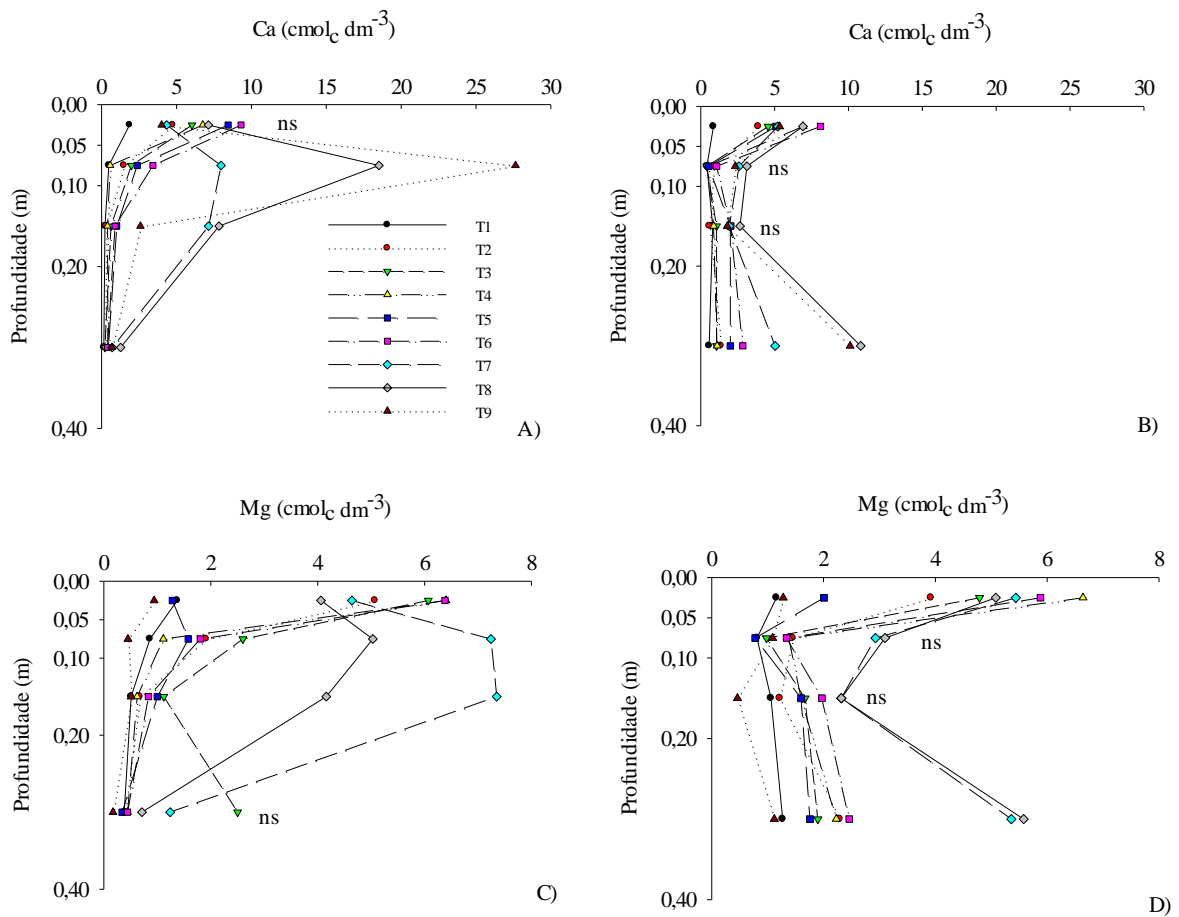 Ca (cmolc dm-3)
0 5 10 15 20 25 30
0,00
0,05
0,10
0,20
0,40
Profundidade (m)
ns
T1
T2
T3
T4
T5
T6
T7
T8
T9
A)
Ca (cmolc dm-3)
0 5 10 15 20 25 30
0,00
0,05
0,10
0,20
0,40
Profundidade (m)
ns
ns
B)
Mg (cmolc dm-3)
0 2 4 6 8
0,00
0,05
0,10
0,20
0,40
Profundidade (m)
ns
C)
Mg (cmolc dm-3)
0 2 4 6 8
0,00
0,05
0,10
0,20
0,40
Profundidade (m)
ns
ns
D)